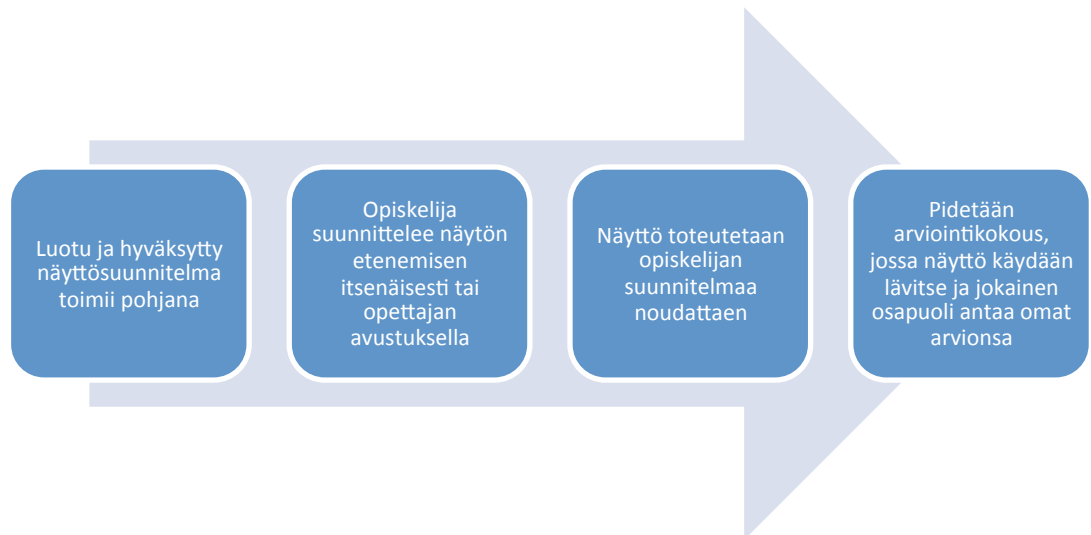 Luotu ja hyväksytty
näyttösuunnitelma
toimii pohjana
Opiskelija
suunnittelee näytön
etenemisen
itsenäisesti tai
opettajan
avustuksella
Näyttö toteutetaan
opiskelijan
suunnitelmaa
noudattaen
Pidetään
arviointikokous,
jossa näyttö käydään
lävitse ja jokainen
osapuoli antaa omat
arvionsa